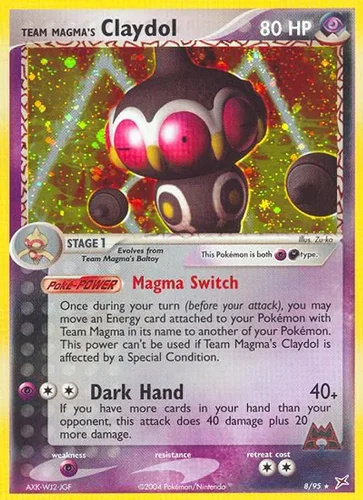 TEAM MAGMA'S Claydol 80 HP
Illus. Zu-ka
STAGE 1
Evolves from
Team Magma's Baltoy
This Pokémon is both type.
Poké-POWER Magma Switch
Once during your turn (before your attack), you may
move an Energy card attached to your Pokémon with
Team Magma in its name to another of your Pokémon.
This power can't be used if Team Magma's Claydol is
affected by a Special Condition.
Dark Hand 40+
If you have more cards in your hand than your
opponent, this attack does 40 damage plus 20
more damage.
weakness resistance retreat cost
AXK-WJ2-JGF ©2004 Pokémon/Nintendo 8/95 ★